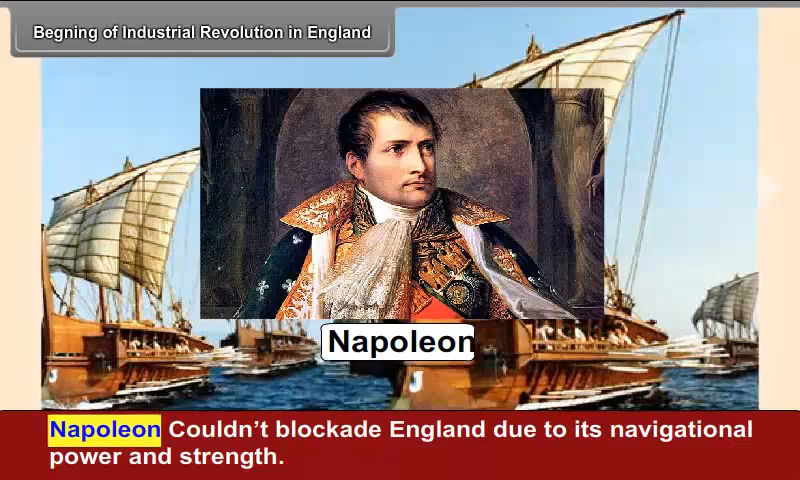 Begning of Industrial Revolution in England
Napoleon
Napoleon Couldn’t blockade England due to its navigational
power and strength.